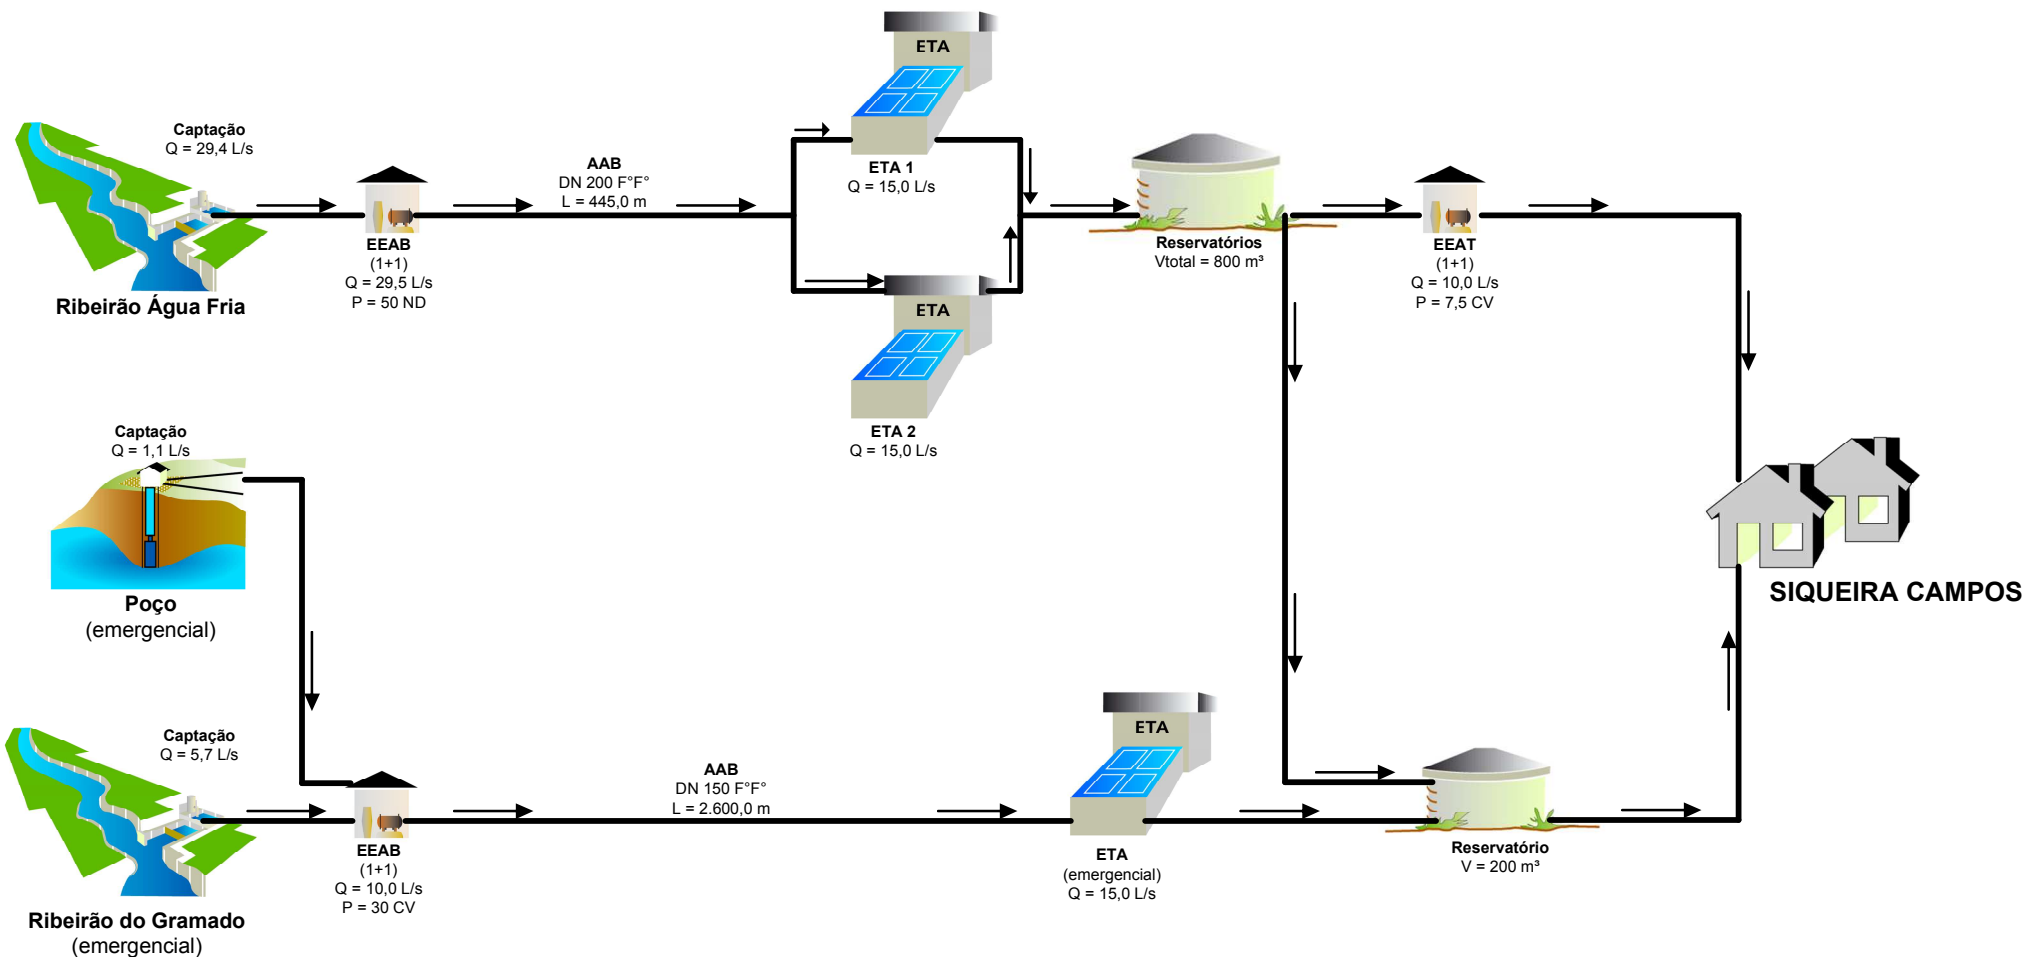 ETA
Captação
Q = 29,4 L/s
AAB
DN 200 F°F°
L = 445,0 m
ETA 1
Q = 15,0 L/s
EEAB
(1+1)
Q = 29,5 L/s
P = 50 ND
Ribeirão Água Fria
Reservatórios
Vtotal = 800 m³
EEAT
(1+1)
Q = 10,0 L/s
P = 7,5 CV
ETA
ETA 2
Q = 15,0 L/s
Captação
Q = 1,1 L/s
Poço
(emergencial)
SIQUEIRA CAMPOS
Captação
Q = 5,7 L/s
AAB
DN 150 F°F°
L = 2.600,0 m
ETA
EEAB
(1+1)
Q = 10,0 L/s
P = 30 CV
ETA
(emergencial)
Q = 15,0 L/s
Reservatório
V = 200 m³
Ribeirão do Gramado
(emergencial)